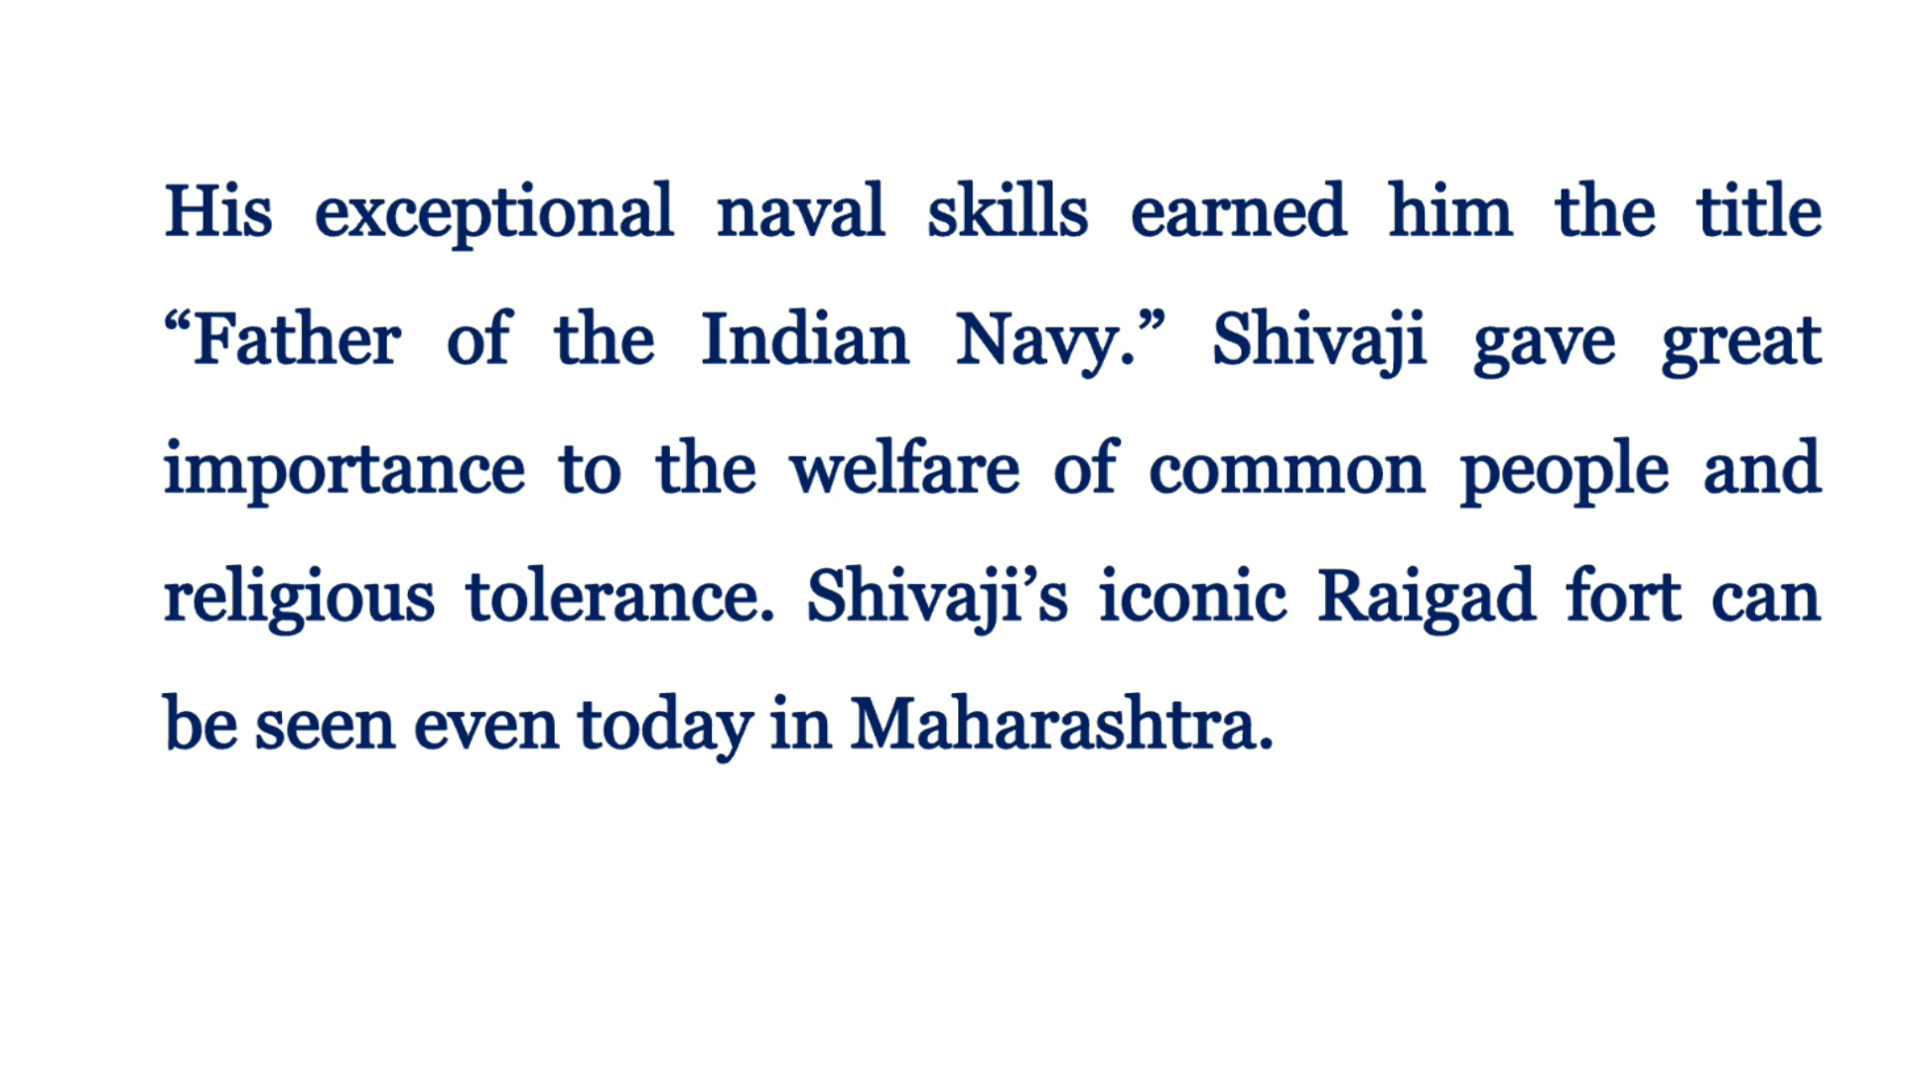 His exceptional naval skills earned him the title
“Father of the Indian Navy.” Shivaji gave great
importance to the welfare of common people and
religious tolerance. Shivaji’s iconic Raigad fort can
be seen even today in Maharashtra.